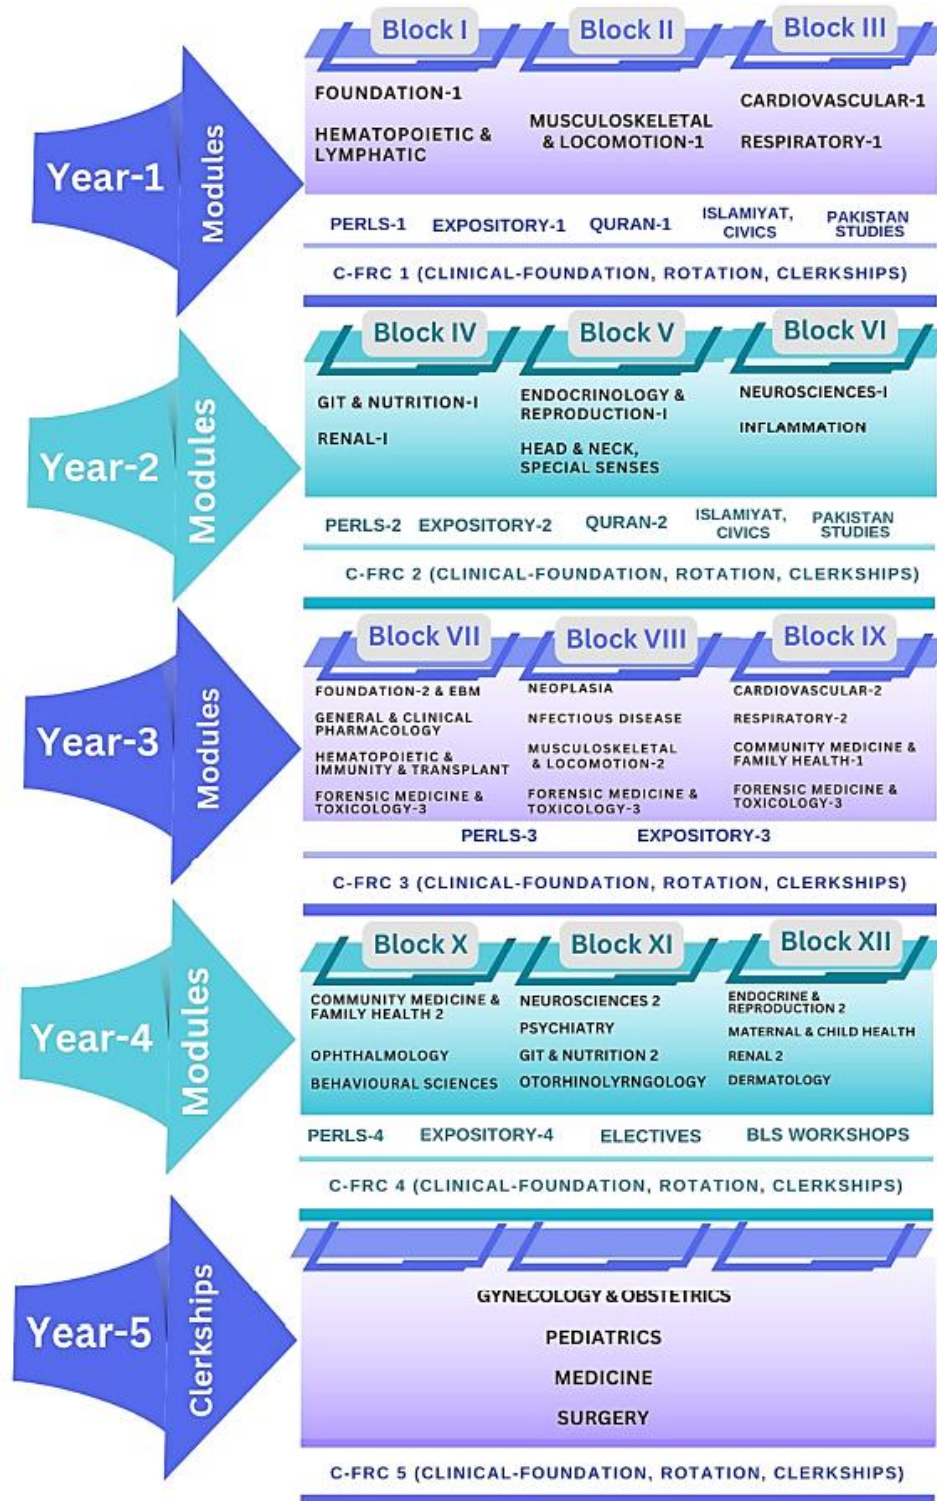 Year-1
Modules
Block I
FOUNDATION-1
HEMATOPOIETIC &
LYMPHATIC
Block II
MUSCULOSKELETAL
& LOCOMOTION-1
Block III
CARDIOVASCULAR-1
RESPIRATORY-1
PERLS-1
EXPOSITORY-1
QURAN-1
ISLAMIYAT,
CIVICS
PAKISTAN
STUDIES
C-FRC 1 (CLINICAL-FOUNDATION, ROTATION, CLERKSHIPS)
Year-2
Modules
Block IV
GIT & NUTRITION-I
RENAL-I
Block V
ENDOCRINOLOGY &
REPRODUCTION-I
HEAD & NECK,
SPECIAL SENSES
Block VI
NEUROSCIENCES-I
INFLAMMATION
PERLS-2
EXPOSITORY-2
QURAN-2
ISLAMIYAT,
CIVICS
PAKISTAN
STUDIES
C-FRC 2 (CLINICAL-FOUNDATION, ROTATION, CLERKSHIPS)
Year-3
Modules
Block VII
FOUNDATION-2 & EBM
GENERAL & CLINICAL
PHARMACOLOGY
HEMATOPOIETIC &
IMMUNITY & TRANSPLANT
FORENSIC MEDICINE &
TOXICOLOGY-3
Block VIII
NEOPLASIA
NFECTIOUS DISEASE
MUSCULOSKELETAL
& LOCOMOTION-2
FORENSIC MEDICINE &
TOXICOLOGY-3
Block IX
CARDIOVASCULAR-2
RESPIRATORY-2
COMMUNITY MEDICINE &
FAMILY HEALTH-1
FORENSIC MEDICINE &
TOXICOLOGY-3
PERLS-3
EXPOSITORY-3
C-FRC 3 (CLINICAL-FOUNDATION, ROTATION, CLERKSHIPS)
Year-4
Modules
Block X
COMMUNITY MEDICINE &
FAMILY HEALTH 2
OPHTHALMOLOGY
BEHAVIOURAL SCIENCES
Block XI
NEUROSCIENCES 2
PSYCHIATRY
GIT & NUTRITION 2
OTORHINOLYRNGOLOGY
Block XII
ENDOCRINE &
REPRODUCTION 2
MATERNAL & CHILD HEALTH
RENAL 2
DERMATOLOGY
PERLS-4
EXPOSITORY-4
ELECTIVES
BLS WORKSHOPS
C-FRC 4 (CLINICAL-FOUNDATION, ROTATION, CLERKSHIPS)
Year-5
Clerkships
GYNECOLOGY & OBSTETRICS
PEDIATRICS
MEDICINE
SURGERY
C-FRC 5 (CLINICAL-FOUNDATION, ROTATION, CLERKSHIPS)